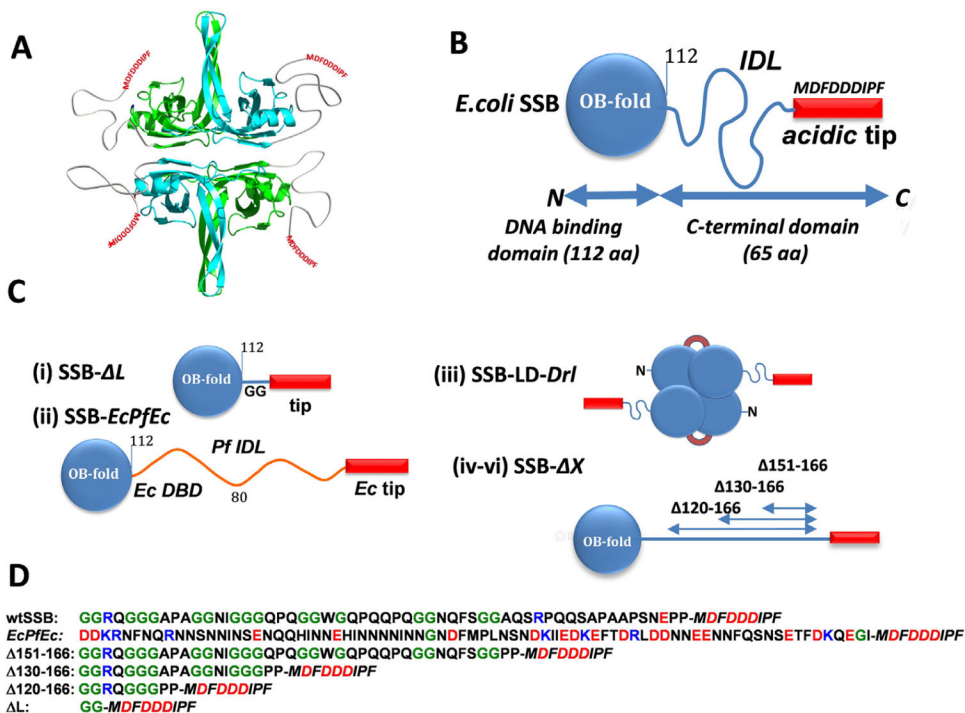 A
MDFDDDIPF
MDFDDDIPF
MDFDDDIPF
MDFDDDIPF
B
112
IDL
MDFDDDIPF
E.coli SSB
OB-fold
acidic tip
N
C
DNA binding
domain (112 aa)
C-terminal domain
(65 aa)
C
(i) SSB-ΔL
112
OB-fold
GG
tip
(ii) SSB-EcPfEc
112
OB-fold
Pf IDL
Ec DBD
80
Ec tip
(iii) SSB-LD-Drl
N
N
(iv-vi) SSB-ΔX
Δ151-166
Δ130-166
Δ120-166
OB-fold
D
wtSSB: GGRQGGGAPAGGNIGGGQPQGGWGQPQQPQGGNQFSGGAQSRPQQSAPAAPSNEPP-MDFDDDIPF
EcPfEc: DDKRNFNQRNNSNNINSENQQHINNEHINNNNINNGNDFMPLNSNDKIIEDKEFTDRLDDNNEENNFQSNSETFDKQEGI-MDFDDDIPF
Δ151-166: GGRQGGGAPAGGNIGGGQPQGGWGQPQQPQGGNQFSGGPP-MDFDDDIPF
Δ130-166: GGRQGGGAPAGGNIGGGPP-MDFDDDIPF
Δ120-166: GGRQGGGPP-MDFDDDIPF
ΔL: GG-MDFDDDIPF